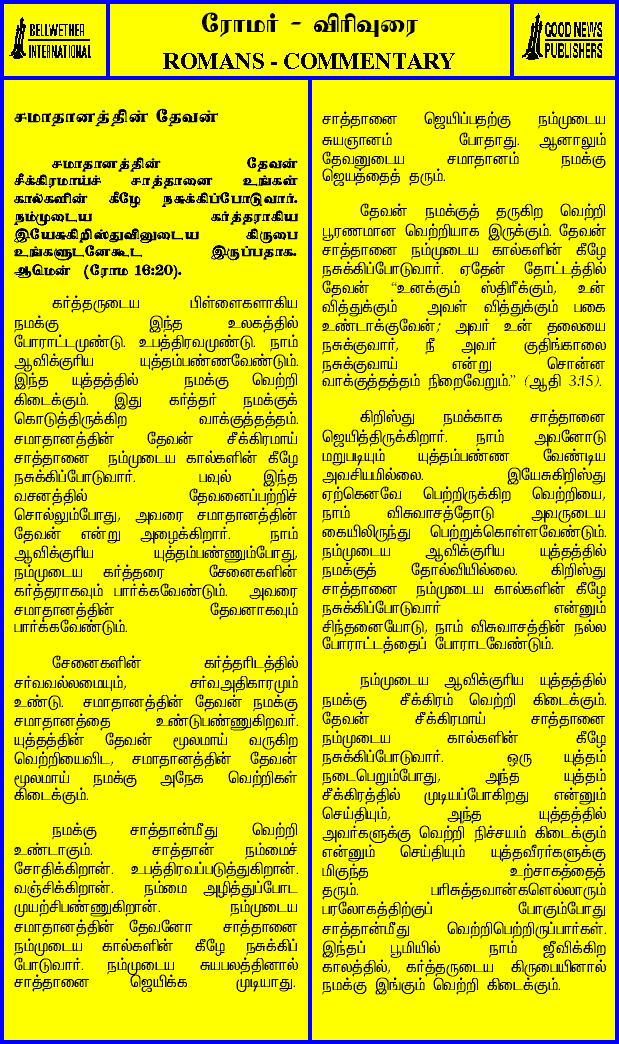 BELLWETHER
INTERNATIONAL
ரோமர் - விரிவுரை
ROMANS - COMMENTARY
GOOD NEWS
PUBLISHERS
சமாதானத்தின் தேவன்
சமாதானத்தின் தேவன்
சீக்கிரமாய்ச் சாத்தானை உங்கள்
கால்களின் கீழே நசுக்கிப்போடுவார்.
நம்முடைய கர்த்தராகிய
இயேசுகிறிஸ்துவினுடைய கிருபை
உங்களுடனேகூட இருப்பதாக.
ஆமென் (ரோம 16:20).
கர்த்தருடைய பிள்ளைகளாகிய
நமக்கு இந்த உலகத்தில்
போராட்டமுண்டு. உபத்திரவமுண்டு. நாம்
ஆவிக்குரிய யுத்தம்பண்ணவேண்டும்.
இந்த யுத்தத்தில் நமக்கு வெற்றி
கிடைக்கும். இது கர்த்தர் நமக்குக்
கொடுத்திருக்கிற வாக்குத்தத்தம்.
சமாதானத்தின் தேவன் சீக்கிரமாய்
சாத்தானை நம்முடைய கால்களின் கீழே
நசுக்கிப்போடுவார். பவுல் இந்த
வசனத்தில் தேவனைப்பற்றிச்
சொல்லும்போது, அவரை சமாதானத்தின்
தேவன் என்று அழைக்கிறார். நாம்
ஆவிக்குரிய யுத்தம்பண்ணும்போது,
நம்முடைய கர்த்தரை சேனைகளின்
கர்த்தராகவும் பார்க்கவேண்டும். அவரை
சமாதானத்தின் தேவனாகவும்
பார்க்கவேண்டும்.
சேனைகளின் கர்த்தரிடத்தில்
சர்வவல்லமையும், சர்வஅதிகாரமும்
உண்டு. சமாதானத்தின் தேவன் நமக்கு
சமாதானத்தை உண்டுபண்ணுகிறவர்.
யுத்தத்தின் தேவன் மூலமாய் வருகிற
வெற்றியைவிட, சமாதானத்தின் தேவன்
மூலமாய் நமக்கு அநேக வெற்றிகள்
கிடைக்கும்.
நமக்கு சாத்தான்மீது வெற்றி
உண்டாகும். சாத்தான் நம்மைச்
சோதிக்கிறான். உபத்திரவப்படுத்துகிறான்.
வஞ்சிக்கிறான். நம்மை அழித்துப்போட
முயற்சிபண்ணுகிறான். நம்முடைய
சமாதானத்தின் தேவனோ சாத்தானை
நம்முடைய கால்களின் கீழே நசுக்கிப்
போடுவார். நம்முடைய சுயபலத்தினால்
சாத்தானை ஜெயிக்க முடியாது.
சாத்தானை ஜெயிப்பதற்கு நம்முடைய
சுயஞானம் போதாது. ஆனாலும்
தேவனுடைய சமாதானம் நமக்கு
ஜெயத்தைத் தரும்.
தேவன் நமக்குத் தருகிற வெற்றி
பூரணமான வெற்றியாக இருக்கும். தேவன்
சாத்தானை நம்முடைய கால்களின் கீழே
நசுக்கிப்போடுவார். ஏதேன் தோட்டத்தில்
தேவன் “உனக்கும் ஸ்திரீக்கும், உன்
வித்துக்கும் அவள் வித்துக்கும் பகை
உண்டாக்குவேன்; அவர் உன் தலையை
நசுக்குவார், நீ அவர் குதிங்காலை
நசுக்குவாய் என்று சொன்ன
வாக்குத்தத்தம் நிறைவேறும்.” (ஆதி 3:15).
கிறிஸ்து நமக்காக சாத்தானை
ஜெயித்திருக்கிறார். நாம் அவனோடு
மறுபடியும் யுத்தம்பண்ண வேண்டிய
அவசியமில்லை. இயேசுகிறிஸ்து
ஏற்கெனவே பெற்றிருக்கிற வெற்றியை,
நாம் விசுவாசத்தோடு அவருடைய
கையிலிருந்து பெற்றுக்கொள்ளவேண்டும்.
நம்முடைய ஆவிக்குரிய யுத்தத்தில்
நமக்குத் தோல்வியில்லை. கிறிஸ்து
சாத்தானை நம்முடைய கால்களின் கீழே
நசுக்கிப்போடுவார் என்னும்
சிந்தனையோடு, நாம் விசுவாசத்தின் நல்ல
போராட்டத்தைப் போராடவேண்டும்.
நம்முடைய ஆவிக்குரிய யுத்தத்தில்
நமக்கு சீக்கிரம் வெற்றி கிடைக்கும்.
தேவன் சீக்கிரமாய் சாத்தானை
நம்முடைய கால்களின் கீழே
நசுக்கிப்போடுவார். ஒரு யுத்தம்
நடைபெறும்போது, அந்த யுத்தம்
சீக்கிரத்தில் முடியப்போகிறது என்னும்
செய்தியும், அந்த யுத்தத்தில்
அவர்களுக்கு வெற்றி நிச்சயம் கிடைக்கும்
என்னும் செய்தியும் யுத்தவீரர்களுக்கு
மிகுந்த உற்சாகத்தைத்
தரும். பரிசுத்தவான்களெல்லாரும்
பரலோகத்திற்குப் போகும்போது
சாத்தான்மீது வெற்றிபெற்றிருப்பார்கள்.
இந்தப் பூமியில் நாம் ஜீவிக்கிற
காலத்தில், கர்த்தருடைய கிருபையினால்
நமக்கு இங்கும் வெற்றி கிடைக்கும்.